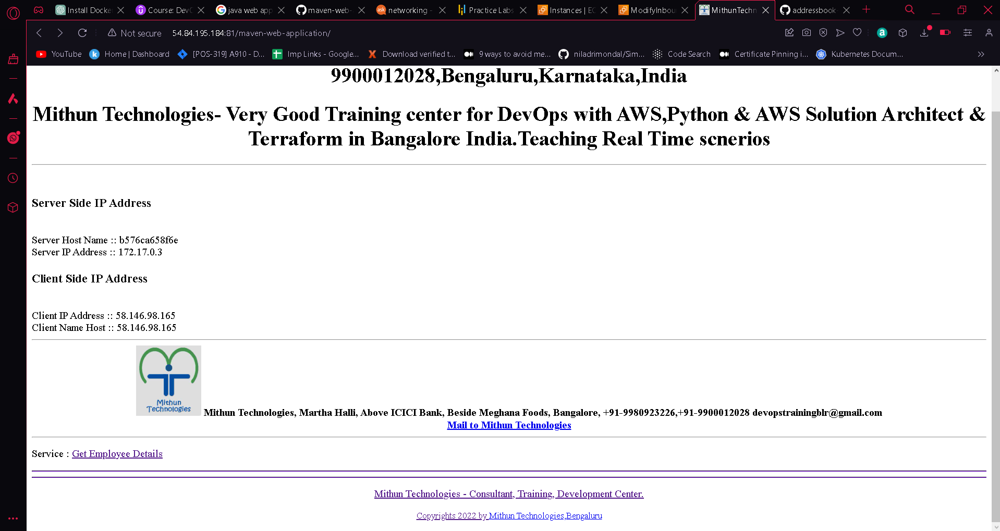 Install Docke
Course: DevC
java web app
maven-web-
networking -
Practice Labs
Instances | EC
ModifyInbou
MithunTechn
addressbook
Not secure 54.84.195.184:81/maven-web-application/
YouTube
Home | Dashboard
[POS-319] A910 - D...
Imp Links - Google...
Download verified t...
9 ways to avoid me...
niladrimondal/Sim...
Code Search
Certificate Pinning i...
Kubernetes Docum...
9900012028,Bengaluru,Karnataka,India
Mithun Technologies- Very Good Training center for DevOps with AWS,Python & AWS Solution Architect &
Terraform in Bangalore India.Teaching Real Time scnerios
Server Side IP Address
Server Host Name :: b576ca658f6e
Server IP Address :: 172.17.0.3
Client Side IP Address
Client IP Address :: 58.146.98.165
Client Name Host :: 58.146.98.165
Mithun
Technologies
Mithun Technologies, Martha Halli, Above ICICI Bank, Beside Meghana Foods, Bangalore, +91-9980923226,+91-9900012028 devopstrainingblr@gmail.com
Mail to Mithun Technologies
Service : Get Employee Details
Mithun Technologies - Consultant, Training, Development Center.
Copyrights 2022 by Mithun Technologies,Bengaluru